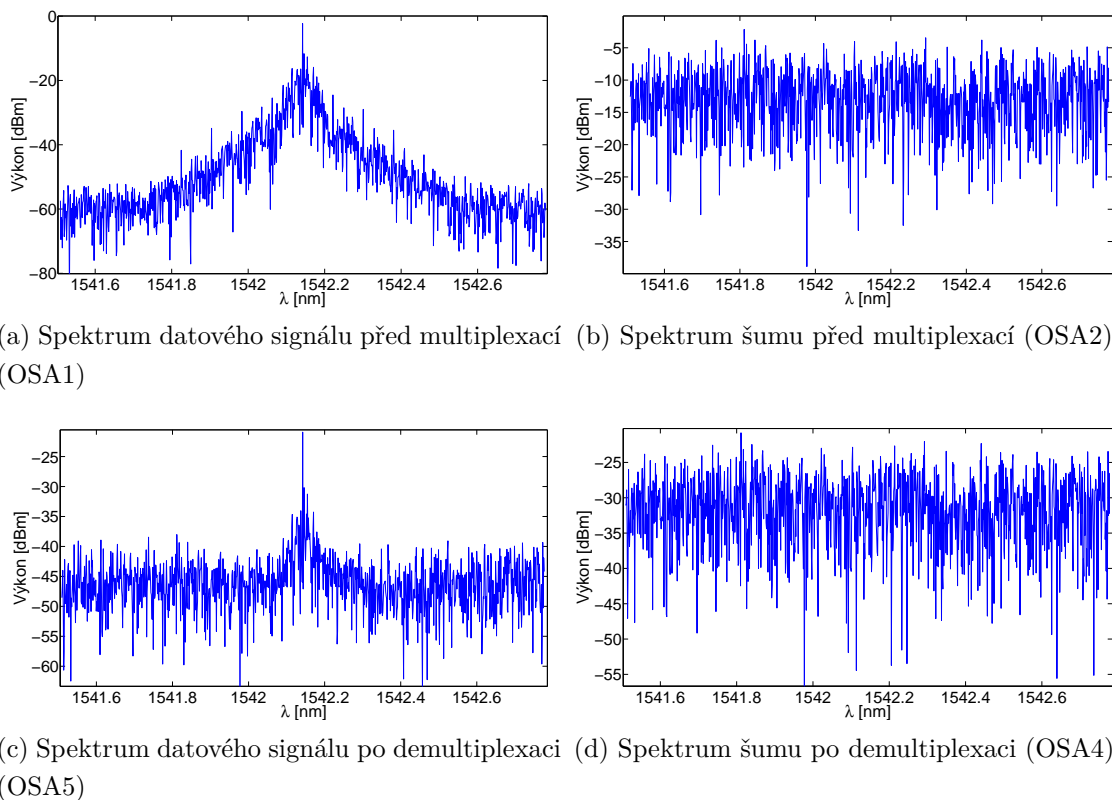 0
−20
−40
−60
−80
Výkon [dBm]
1541.6 1541.8 1542 1542.2 1542.4 1542.6
λ [nm]
−5
−10
−15
−20
−25
−30
−35
Výkon [dBm]
1541.6 1541.8 1542 1542.2 1542.4 1542.6
λ [nm]
(a) Spektrum datového signálu před multiplexací
(OSA1)
(b) Spektrum šumu před multiplexací (OSA2)
−25
−30
−35
−40
−45
−50
−55
−60
Výkon [dBm]
1541.6 1541.8 1542 1542.2 1542.4 1542.6
λ [nm]
−25
−30
−35
−40
−45
−50
−55
Výkon [dBm]
1541.6 1541.8 1542 1542.2 1542.4 1542.6
λ [nm]
(c) Spektrum datového signálu po demultiplexaci
(OSA5)
(d) Spektrum šumu po demultiplexaci (OSA4)